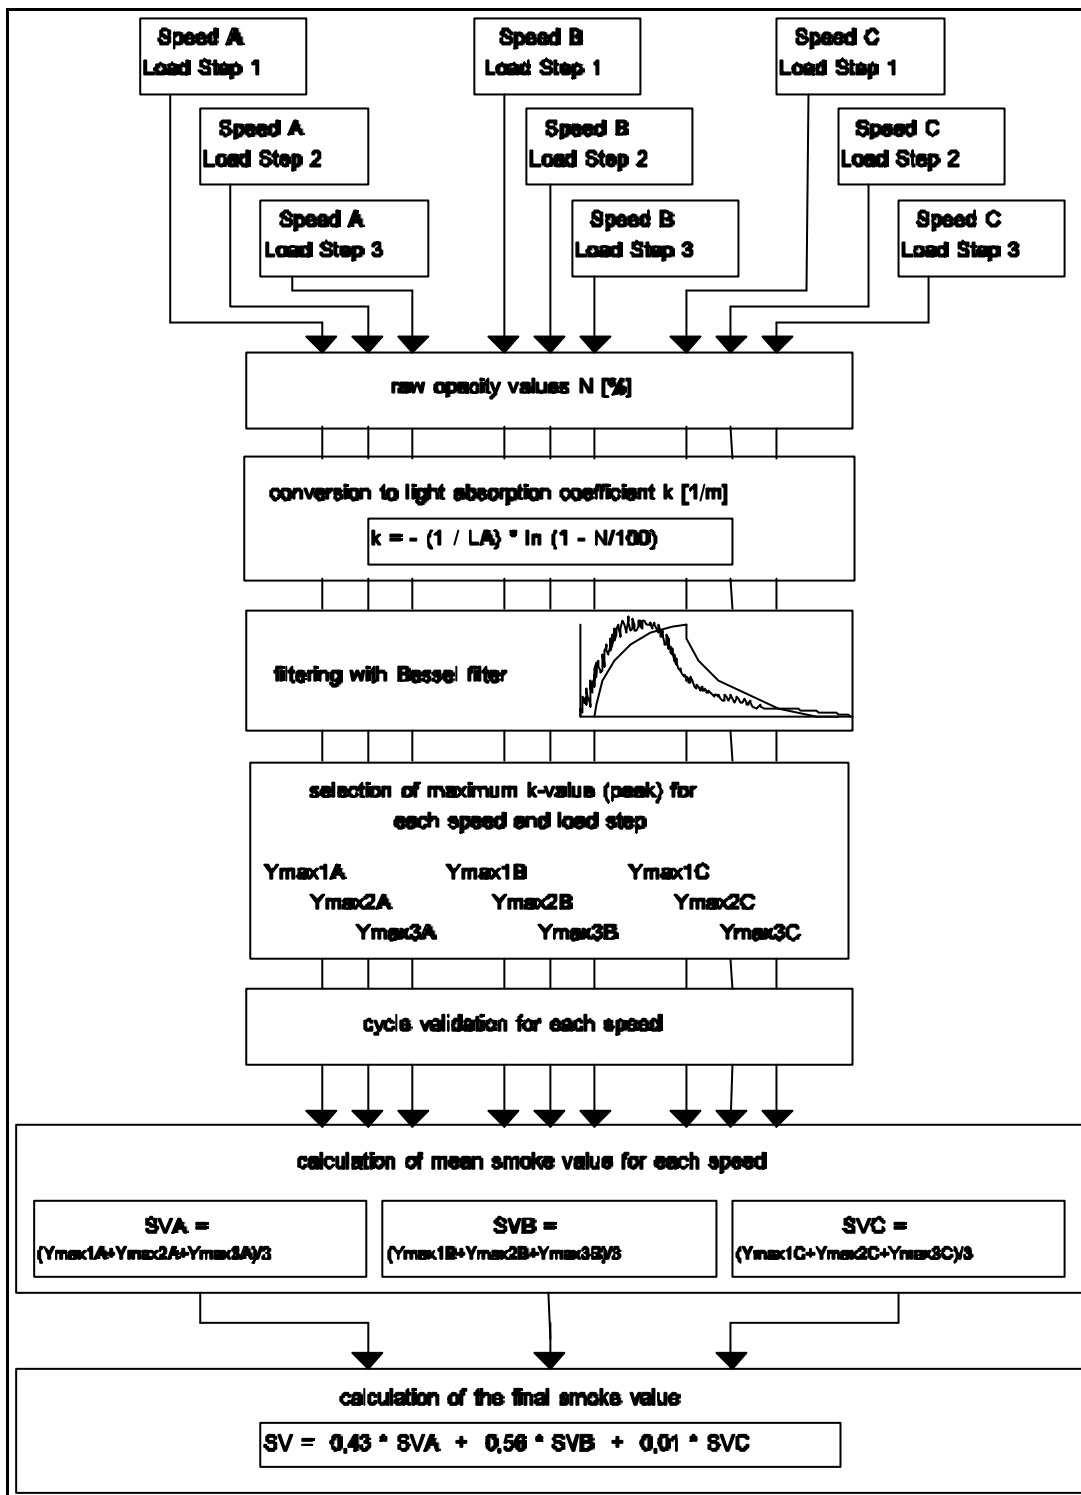 Speed A
Load Step 1
Speed B
Load Step 1
Speed C
Load Step 1
Speed A
Load Step 2
Speed B
Load Step 2
Speed C
Load Step 2
Speed A
Load Step 3
Speed B
Load Step 3
Speed C
Load Step 3
raw opacity values N [%]
conversion to light absorption coefficient k [1/m]
k = - (1 / LA) * ln (1 - N/100)
filtering with Bessel filter
selection of maximum k-value (peak) for
each speed and load step
Ymax1A Ymax1B Ymax1C
Ymax2A Ymax2B Ymax2C
Ymax3A Ymax3B Ymax3C
cycle validation for each speed
calculation of mean smoke value for each speed
SVA =
(Ymax1A+Ymax2A+Ymax3A)/3
SVB =
(Ymax1B+Ymax2B+Ymax3B)/3
SVC =
(Ymax1C+Ymax2C+Ymax3C)/3
calculation of the final smoke value
SV = 0,43 * SVA + 0,56 * SVB + 0,01 * SVC